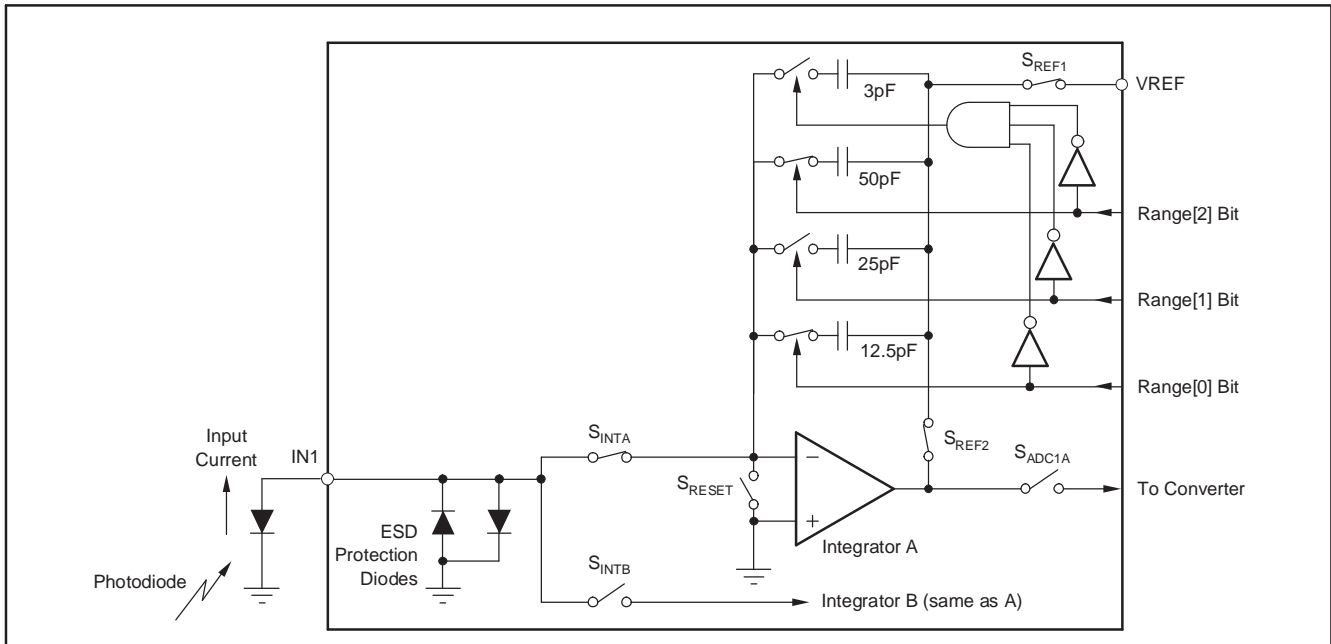 S_REF1
VREF
3pF
50pF
Range[2] Bit
25pF
Range[1] Bit
12.5pF
Range[0] Bit
Input
Current
IN1
S_INTA
S_REF2
S_ADC1A
S_RESET
−
+
To Converter
ESD
Protection
Diodes
Integrator A
Photodiode
S_INTB
Integrator B (same as A)